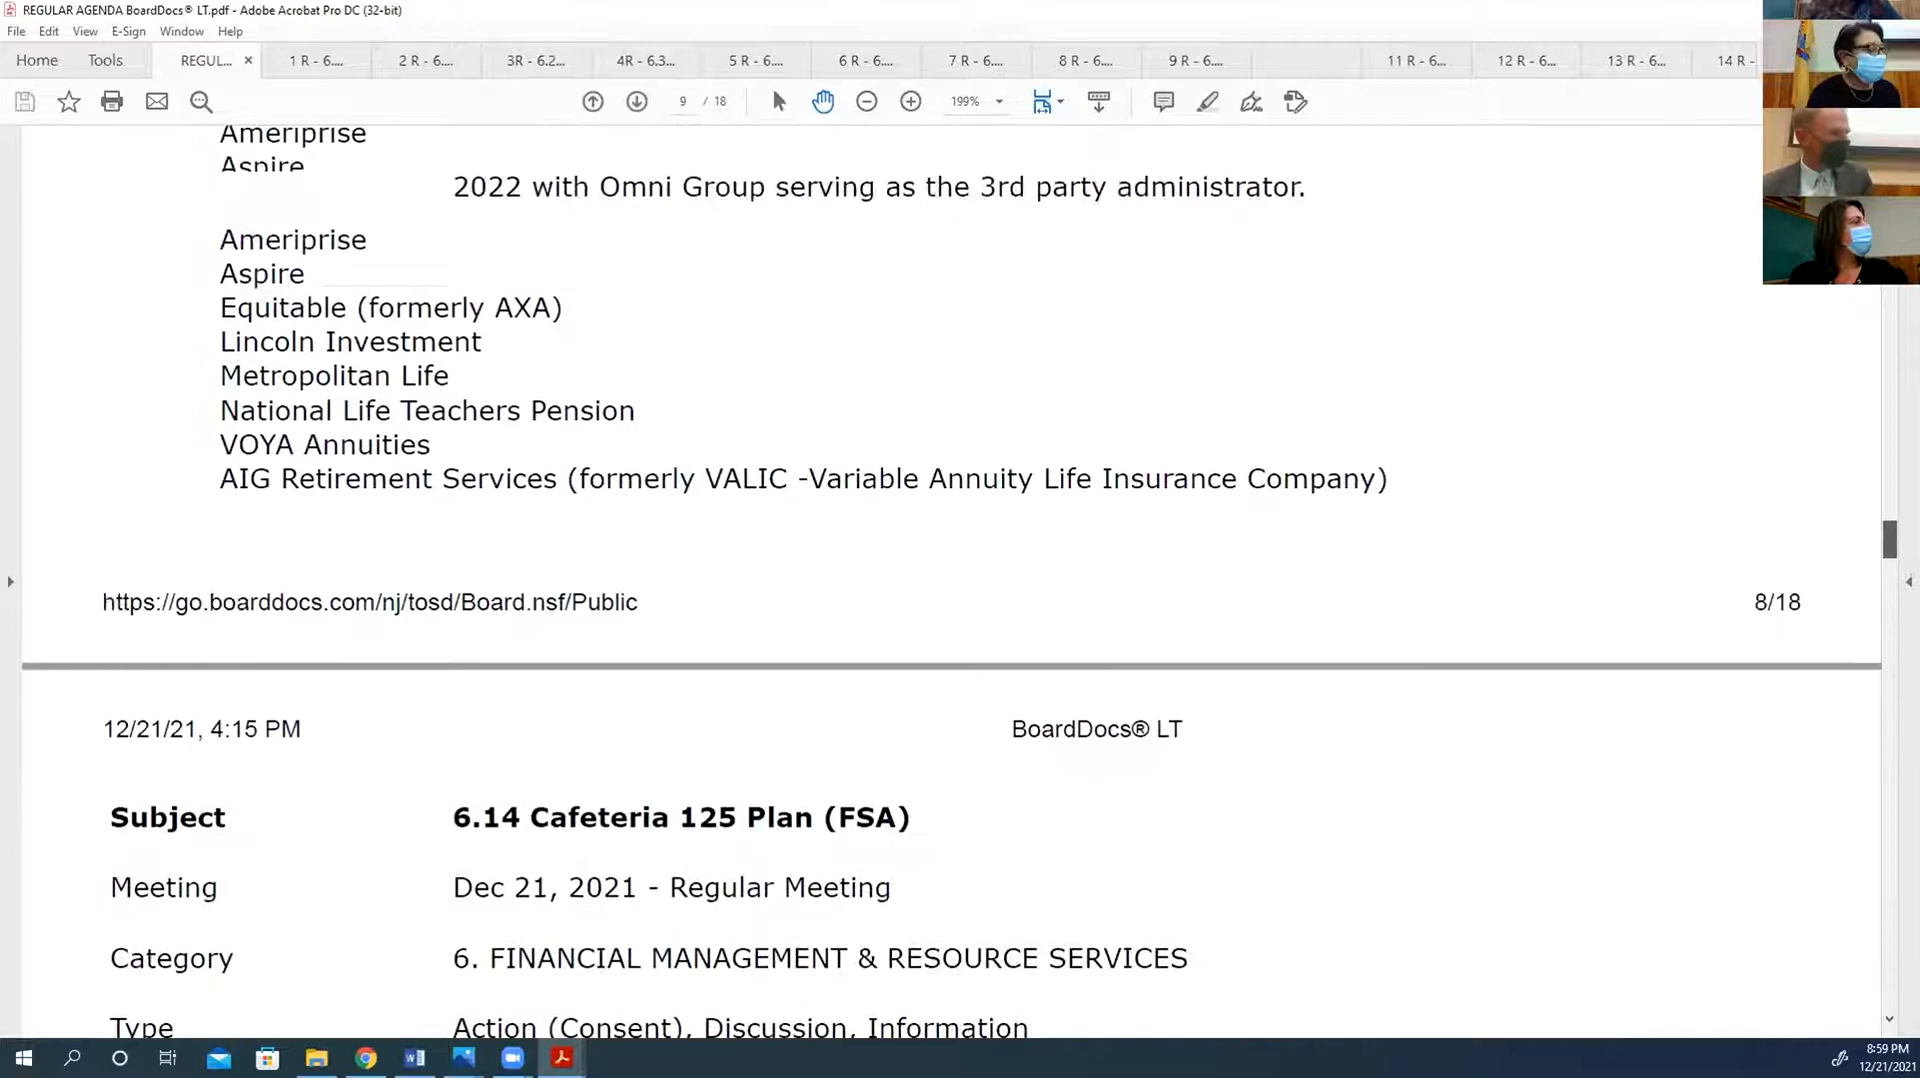 REGULAR AGENDA BoardDocs® LT.pdf - Adobe Acrobat Pro DC (32-bit)
File Edit View E-Sign Window Help
Home Tools REGUL... × 1 R - 6.... 2 R - 6.... 3R - 6.2... 4R - 6.3... 5 R - 6.... 6 R - 6.... 7 R - 6.... 8 R - 6.... 9 R - 6.... 11 R - 6... 12 R - 6... 13 R - 6... 14 R -
9 / 18 199%
Ameriprise
Aspire
2022 with Omni Group serving as the 3rd party administrator.
Ameriprise
Aspire
Equitable (formerly AXA)
Lincoln Investment
Metropolitan Life
National Life Teachers Pension
VOYA Annuities
AIG Retirement Services (formerly VALIC -Variable Annuity Life Insurance Company)
https://go.boarddocs.com/nj/tosd/Board.nsf/Public 8/18
12/21/21, 4:15 PM BoardDocs® LT
Subject 6.14 Cafeteria 125 Plan (FSA)
Meeting Dec 21, 2021 - Regular Meeting
Category 6. FINANCIAL MANAGEMENT & RESOURCE SERVICES
Type Action (Consent), Discussion, Information
8:59 PM
12/21/2021